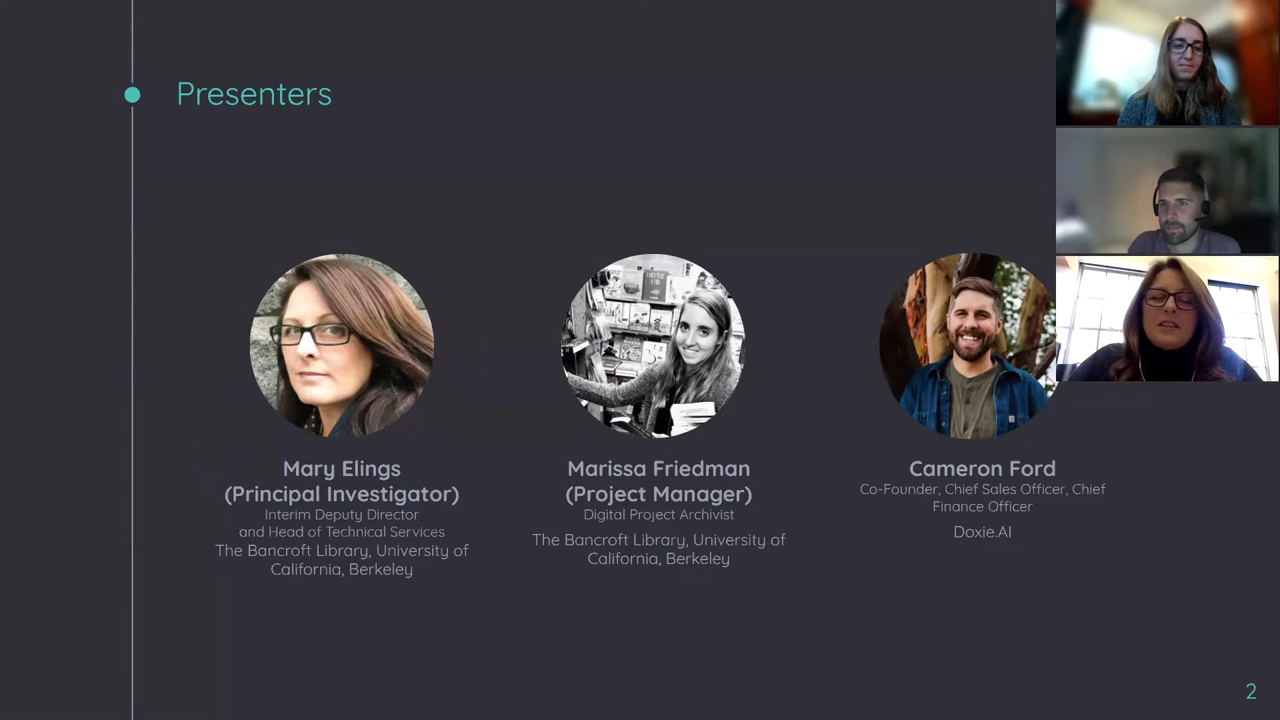 Presenters
Mary Elings
(Principal Investigator)
Interim Deputy Director
and Head of Technical Services
The Bancroft Library, University of
California, Berkeley
Marissa Friedman
(Project Manager)
Digital Project Archivist
The Bancroft Library, University of
California, Berkeley
Cameron Ford
Co-Founder, Chief Sales Officer, Chief
Finance Officer
Doxie.AI
2